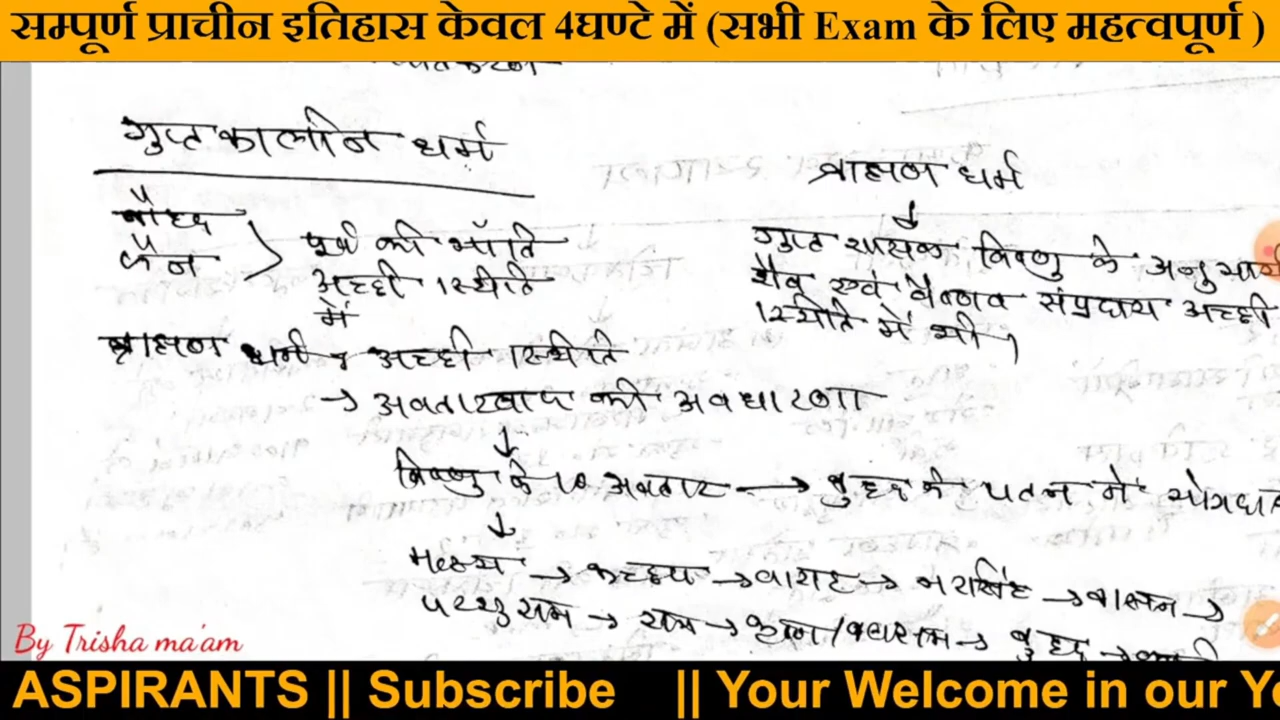 सम्पूर्ण प्राचीन इतिहास केवल 4घण्टे में (सभी Exam के लिए महत्वपूर्ण )
गुप्तकालीन धर्म
बौद्ध
जैन
पूर्व की भाँति
अच्छी स्थिति
में
ब्राह्मण धर्म
गुप्त शासक विष्णु के
शैव एवं वैष्णव संप्रदाय अच्छी
स्थिति में थी।
ब्राह्मण धर्म अच्छी स्थिति
→ अवतारवाद की अवधारणा
विष्णु के 10 अवतार → बुद्ध के पतन में
मत्स्य → कच्छप → वाराह → नरसिंह → वामन →
परशुराम → राम → कृष्ण/बलराम → बुद्ध →
By Trisha ma'am
ASPIRANTS || Subscribe || Your Welcome in our